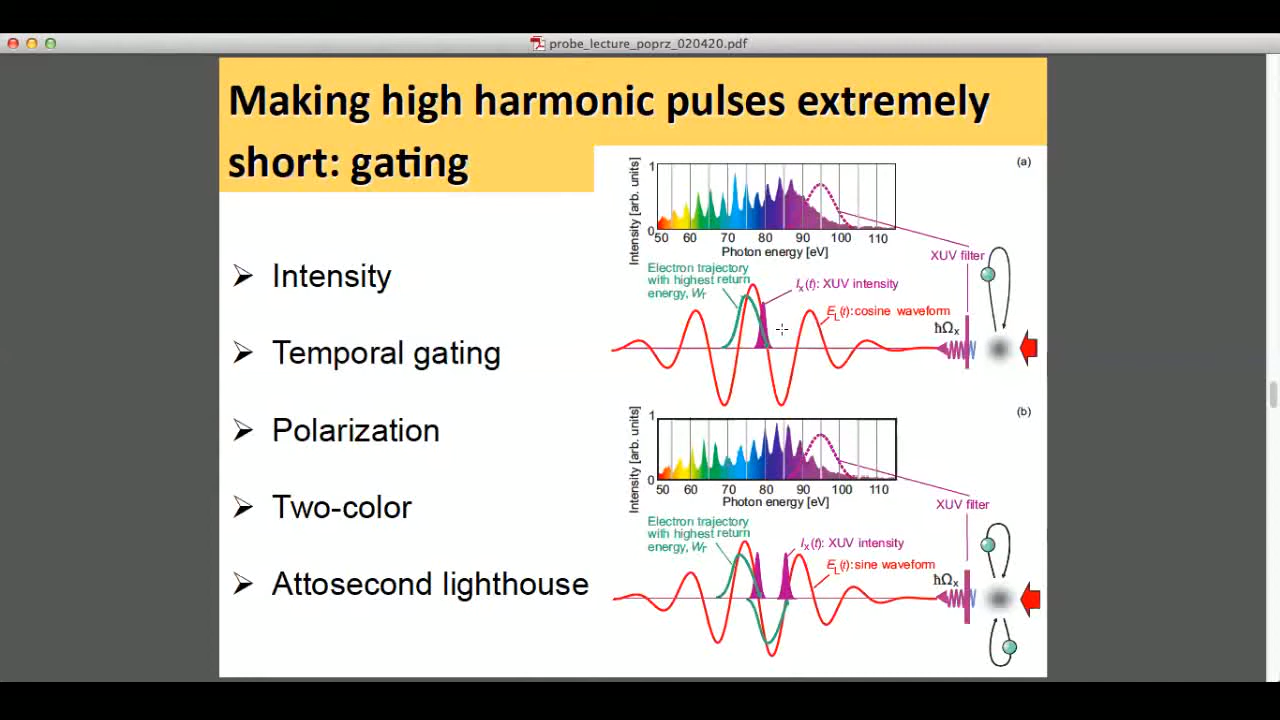 probe_lecture_poprz_020420.pdf
Making high harmonic pulses extremely
short: gating
➢ Intensity
➢ Temporal gating
➢ Polarization
➢ Two-color
➢ Attosecond lighthouse
(a)
Intensity [arb. units]
1
0
50 60 70 80 90 100 110
Photon energy [eV]
XUV filter
Electron trajectory
with highest return
energy, Wᵣ
Iₓ(t): XUV intensity
E_L(t): cosine waveform
ħΩₓ
(b)
Intensity [arb. units]
1
0
50 60 70 80 90 100 110
Photon energy [eV]
XUV filter
Electron trajectory
with highest return
energy, Wᵣ
Iₓ(t): XUV intensity
E_L(t): sine waveform
ħΩₓ